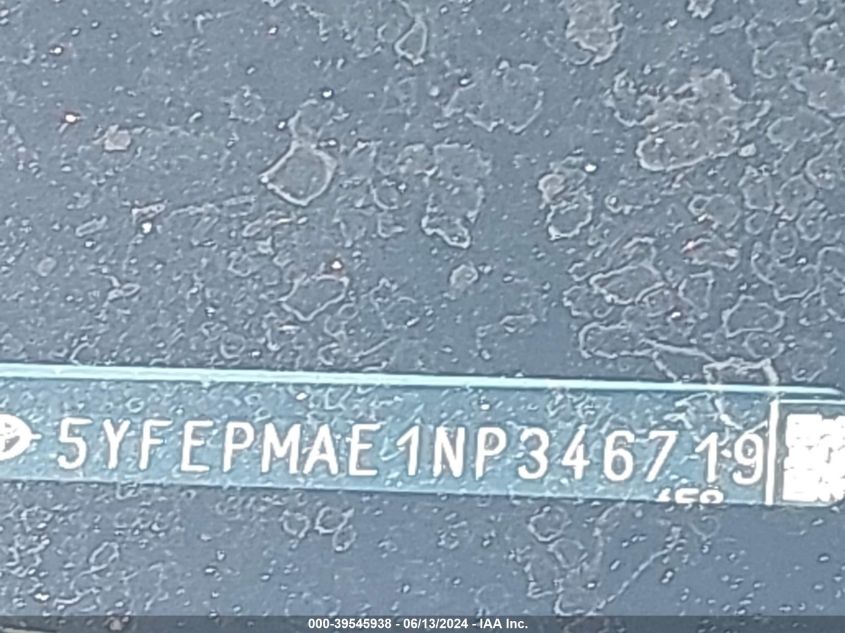 5YFEPMAE1NP346719
000-39545938 - 06/13/2024 - IAA Inc.